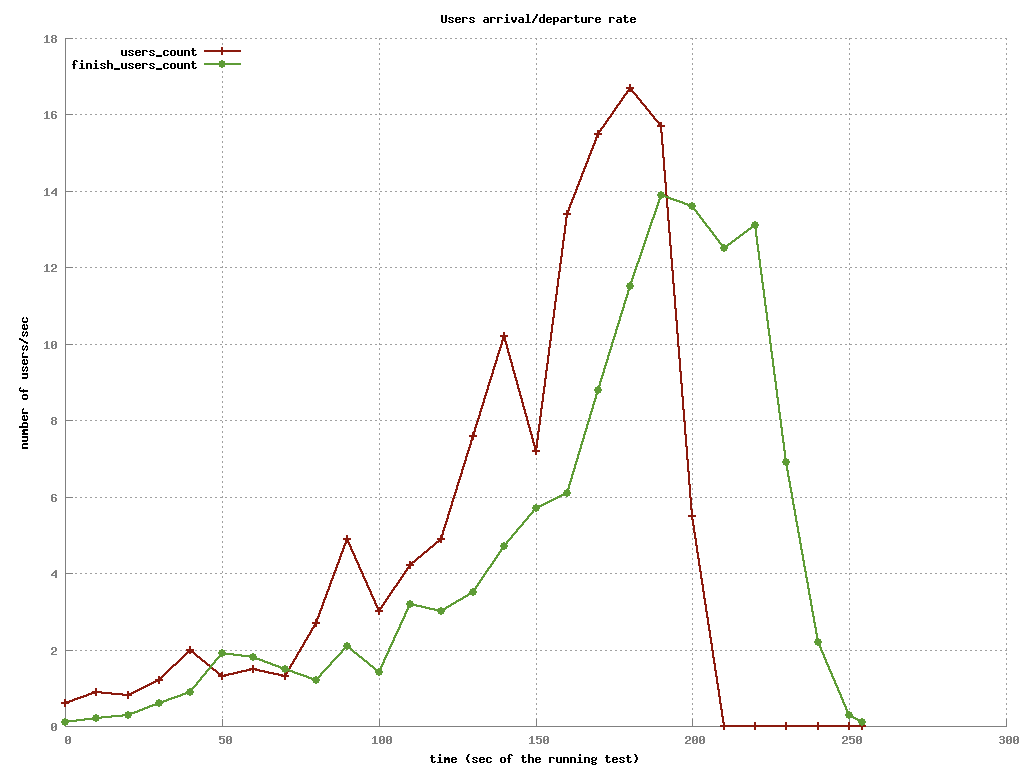 Users arrival/departure rate
users_count
finish_users_count
18
16
14
12
10
8
6
4
2
0
number of users/sec
0 50 100 150 200 250 300
time (sec of the running test)